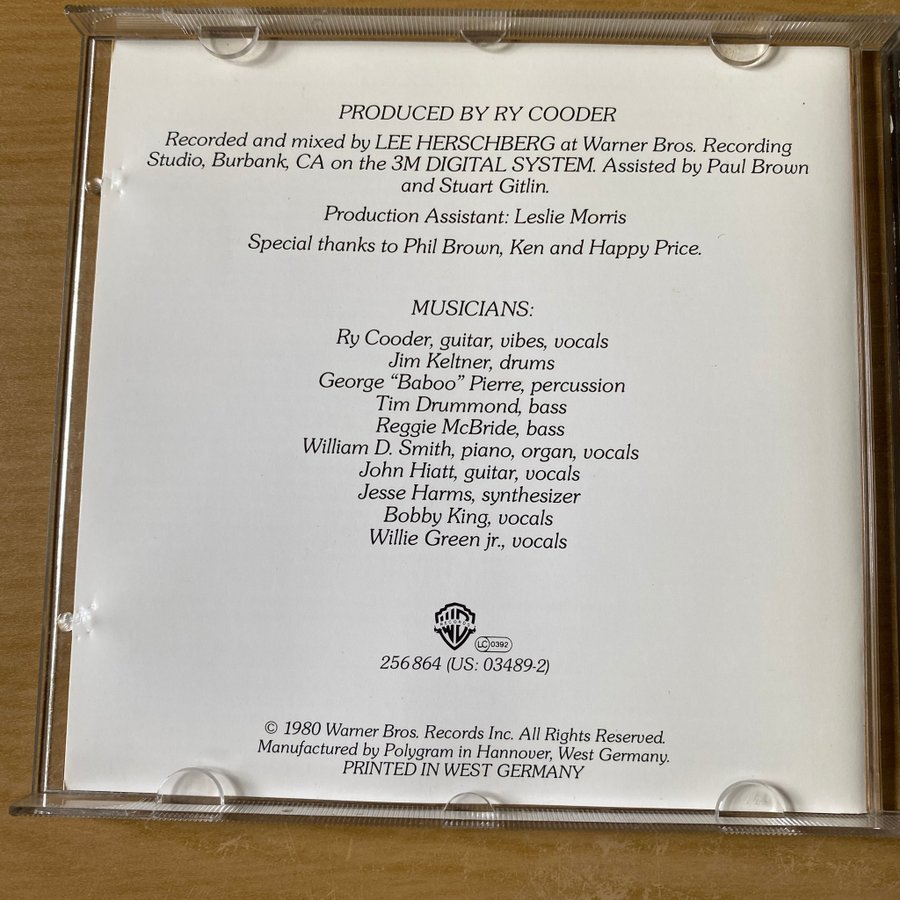 PRODUCED BY RY COODER
Recorded and mixed by LEE HERSCHBERG at Warner Bros. Recording
Studio, Burbank, CA on the 3M DIGITAL SYSTEM. Assisted by Paul Brown
and Stuart Gitlin.
Production Assistant: Leslie Morris
Special thanks to Phil Brown, Ken and Happy Price.
MUSICIANS:
Ry Cooder, guitar, vibes, vocals
Jim Keltner, drums
George “Baboo” Pierre, percussion
Tim Drummond, bass
Reggie McBride, bass
William D. Smith, piano, organ, vocals
John Hiatt, guitar, vocals
Jesse Harms, synthesizer
Bobby King, vocals
Willie Green jr., vocals
RECORDS
LC 0392
256 864 (US: 03489-2)
© 1980 Warner Bros. Records Inc. All Rights Reserved.
Manufactured by Polygram in Hannover, West Germany.
PRINTED IN WEST GERMANY